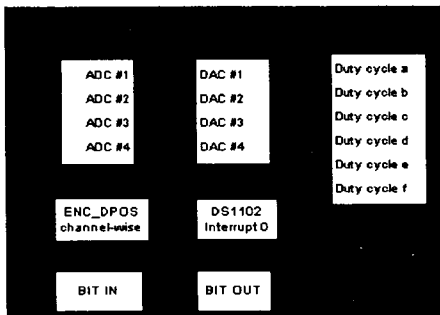 ADC #1
ADC #2
ADC #3
ADC #4
DAC #1
DAC #2
DAC #3
DAC #4
Duty cycle a
Duty cycle b
Duty cycle c
Duty cycle d
Duty cycle e
Duty cycle f
ENC_DPOS
channel-wise
DS1102
Interrupt 0
BIT IN
BIT OUT